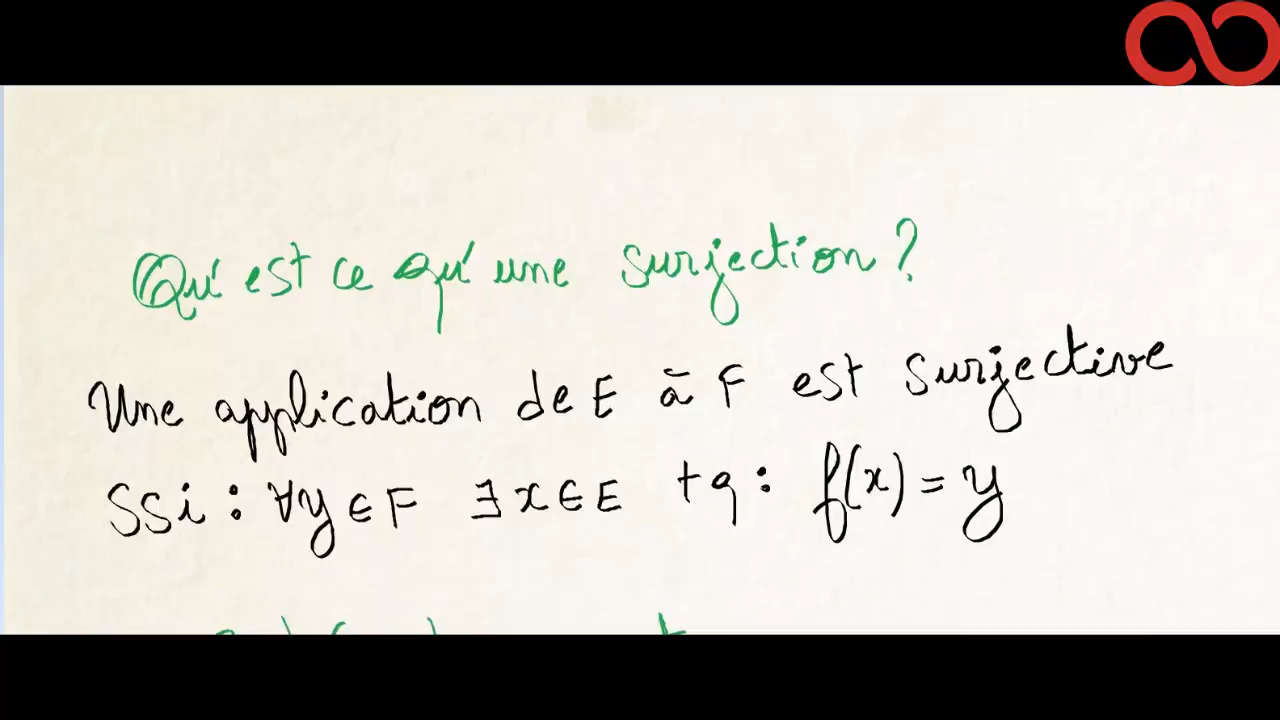 Qu'est ce qu'une surjection ?
Une application de E à F est surjective
SSi : ∀y ∈ F ∃ x ∈ E tq : f(x) = y